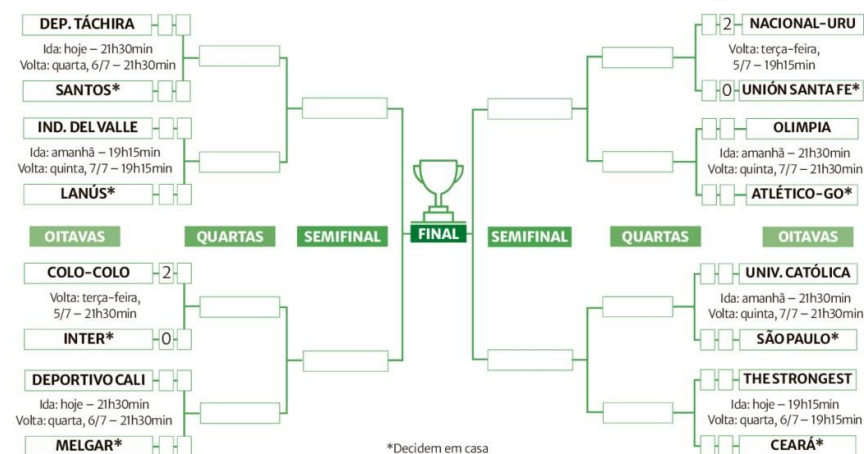 DEP. TÁCHIRA
Ida: hoje – 21h30min
Volta: quarta, 6/7 – 21h30min
SANTOS*
IND. DEL VALLE
Ida: amanhã – 19h15min
Volta: quinta, 7/7 – 19h15min
LANÚS*
2 NACIONAL-URU
Volta: terça-feira,
5/7 – 19h15min
0 UNIÓN SANTA FE*
OLIMPIA
Ida: amanhã – 21h30min
Volta: quinta, 7/7 – 21h30min
ATLÉTICO-GO*
OITAVAS QUARTAS SEMIFINAL FINAL SEMIFINAL QUARTAS OITAVAS
COLO-COLO 2
Volta: terça-feira,
5/7 – 21h30min
INTER* 0
DEPORTIVO CALI
Ida: hoje – 21h30min
Volta: quarta, 6/7 – 21h30min
MELGAR*
UNIV. CATÓLICA
Ida: amanhã – 21h30min
Volta: quinta, 7/7 – 21h30min
SÃO PAULO*
THE STRONGEST
Ida: hoje – 19h15min
Volta: quarta, 6/7 – 19h15min
CEARÁ*
*Decidem em casa